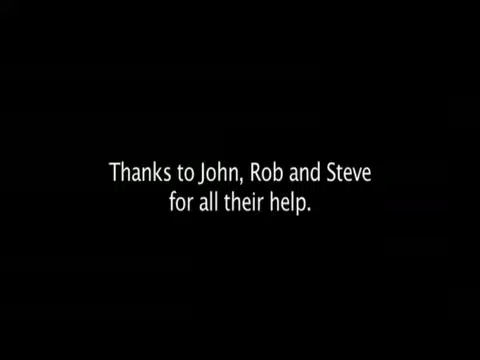 Thanks to John, Rob and Steve
for all their help.